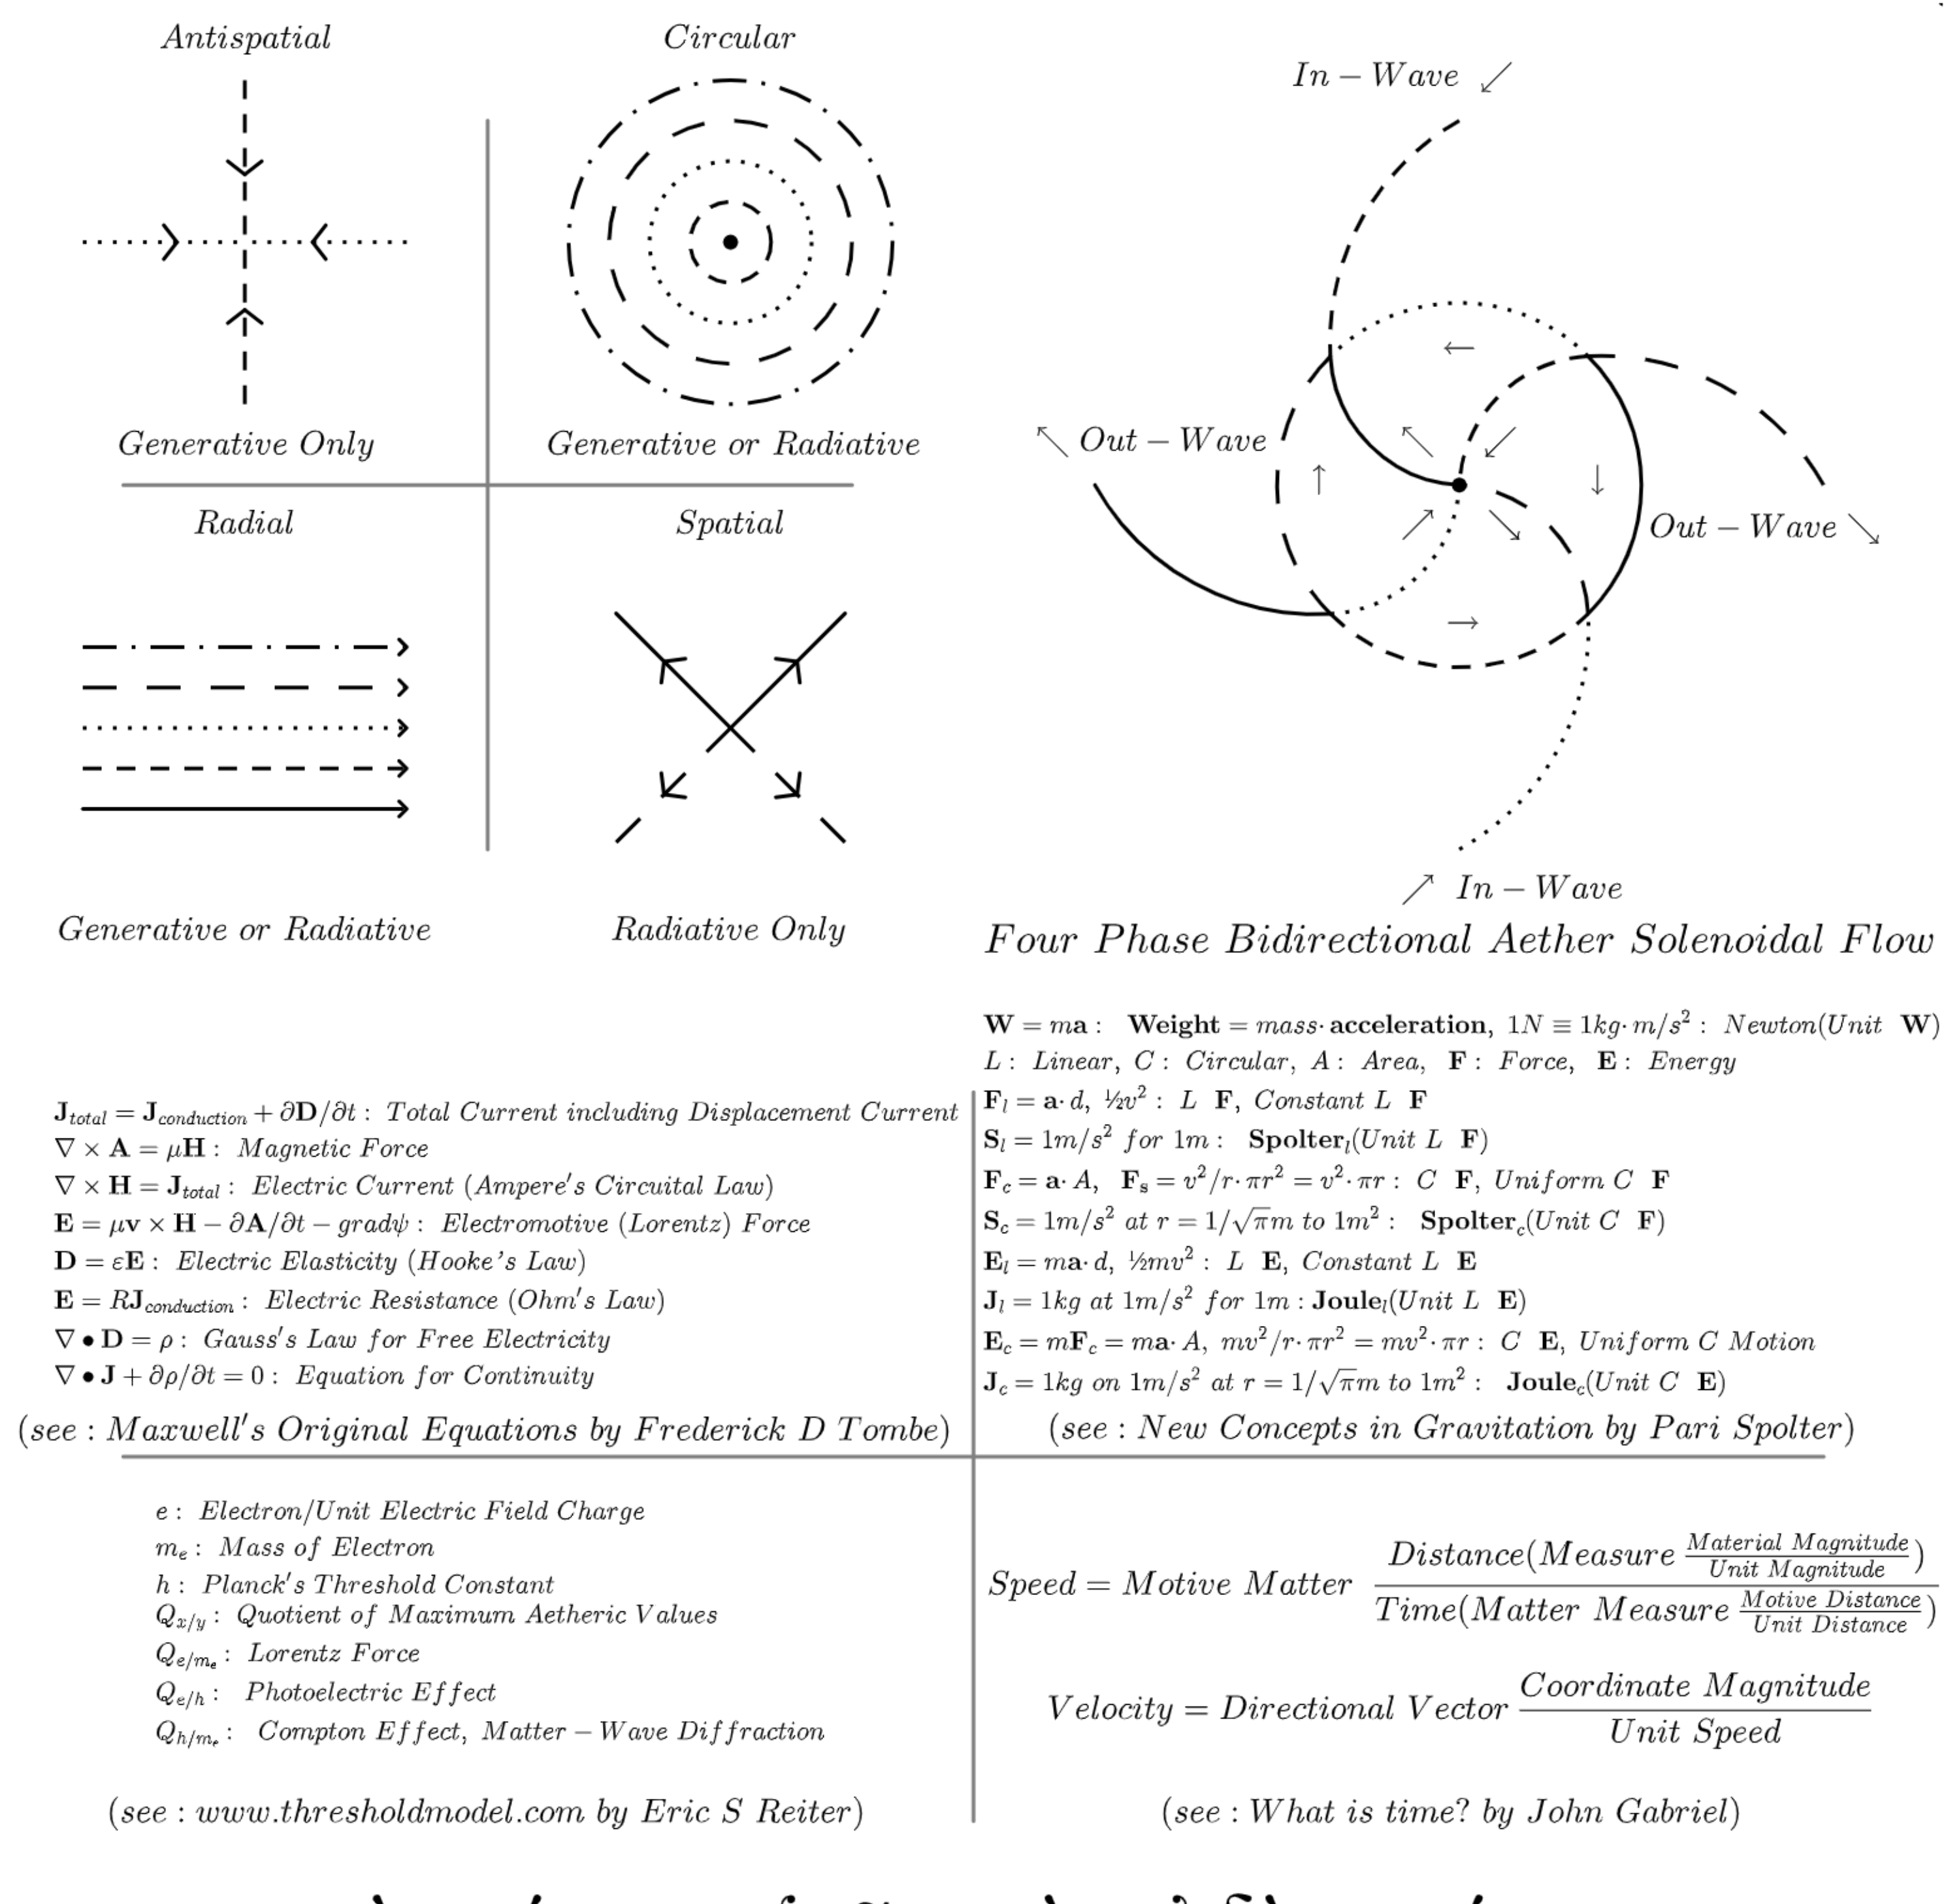 Antispatial
Circular
Generative Only
Generative or Radiative
Radial
Spatial
Generative or Radiative
Radiative Only
In − Wave ↙
↖ Out − Wave
Out − Wave ↘
↗ In − Wave
Four Phase Bidirectional Aether Solenoidal Flow
J_total = J_conduction + ∂D/∂t : Total Current including Displacement Current
∇ × A = μH : Magnetic Force
∇ × H = J_total : Electric Current (Ampere's Circuital Law)
E = μv × H − ∂A/∂t − gradψ : Electromotive (Lorentz) Force
D = εE : Electric Elasticity (Hooke's Law)
E = RJ_conduction : Electric Resistance (Ohm's Law)
∇ • D = ρ : Gauss's Law for Free Electricity
∇ • J + ∂ρ/∂t = 0 : Equation for Continuity
(see : Maxwell's Original Equations by Frederick D Tombe)
W = ma : Weight = mass· acceleration, 1N ≡ 1kg· m/s² : Newton(Unit W)
L : Linear, C : Circular, A : Area, F : Force, E : Energy
F_l = a· d, ½v² : L F, Constant L F
S_l = 1m/s² for 1m : Spolter_l(Unit L F)
F_c = a· A, F_s = v²/r· πr² = v²· πr : C F, Uniform C F
S_c = 1m/s² at r = 1/√πm to 1m² : Spolter_c(Unit C F)
E_l = ma· d, ½mv² : L E, Constant L E
J_l = 1kg at 1m/s² for 1m : Joule_l(Unit L E)
E_c = mF_c = ma· A, mv²/r· πr² = mv²· πr : C E, Uniform C Motion
J_c = 1kg on 1m/s² at r = 1/√πm to 1m² : Joule_c(Unit C E)
(see : New Concepts in Gravitation by Pari Spolter)
e : Electron/Unit Electric Field Charge
m_e : Mass of Electron
h : Planck's Threshold Constant
Q_x/y : Quotient of Maximum Aetheric Values
Q_e/m_e : Lorentz Force
Q_e/h : Photoelectric Effect
Q_h/m_e : Compton Effect, Matter − Wave Diffraction
(see : www.thresholdmodel.com by Eric S Reiter)
Speed = Motive Matter Distance(Measure Material Magnitude/Unit Magnitude)
Time(Matter Measure Motive Distance/Unit Distance)
Velocity = Directional Vector Coordinate Magnitude
Unit Speed
(see : What is time? by John Gabriel)